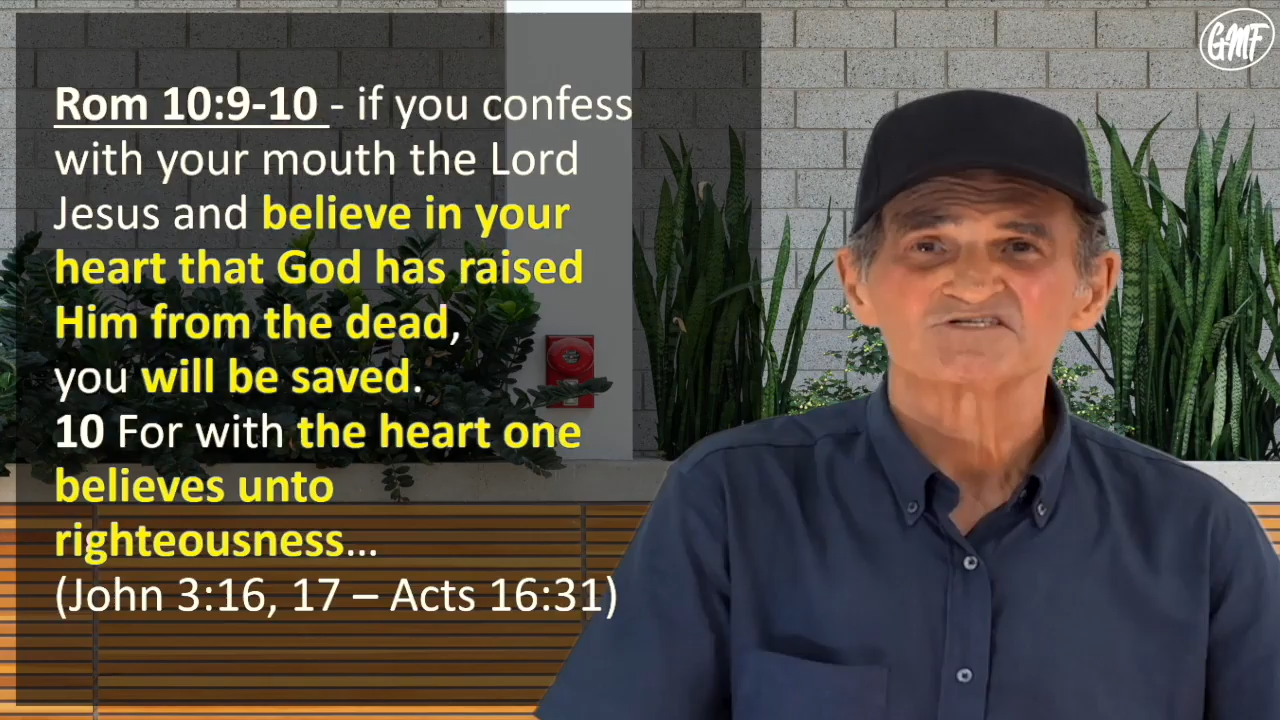 Rom 10:9-10 - if you confess
with your mouth the Lord
Jesus and believe in your
heart that God has raised
Him from the dead,
you will be saved.
10 For with the heart one
believes unto
righteousness...
(John 3:16, 17 – Acts 16:31)
GMF